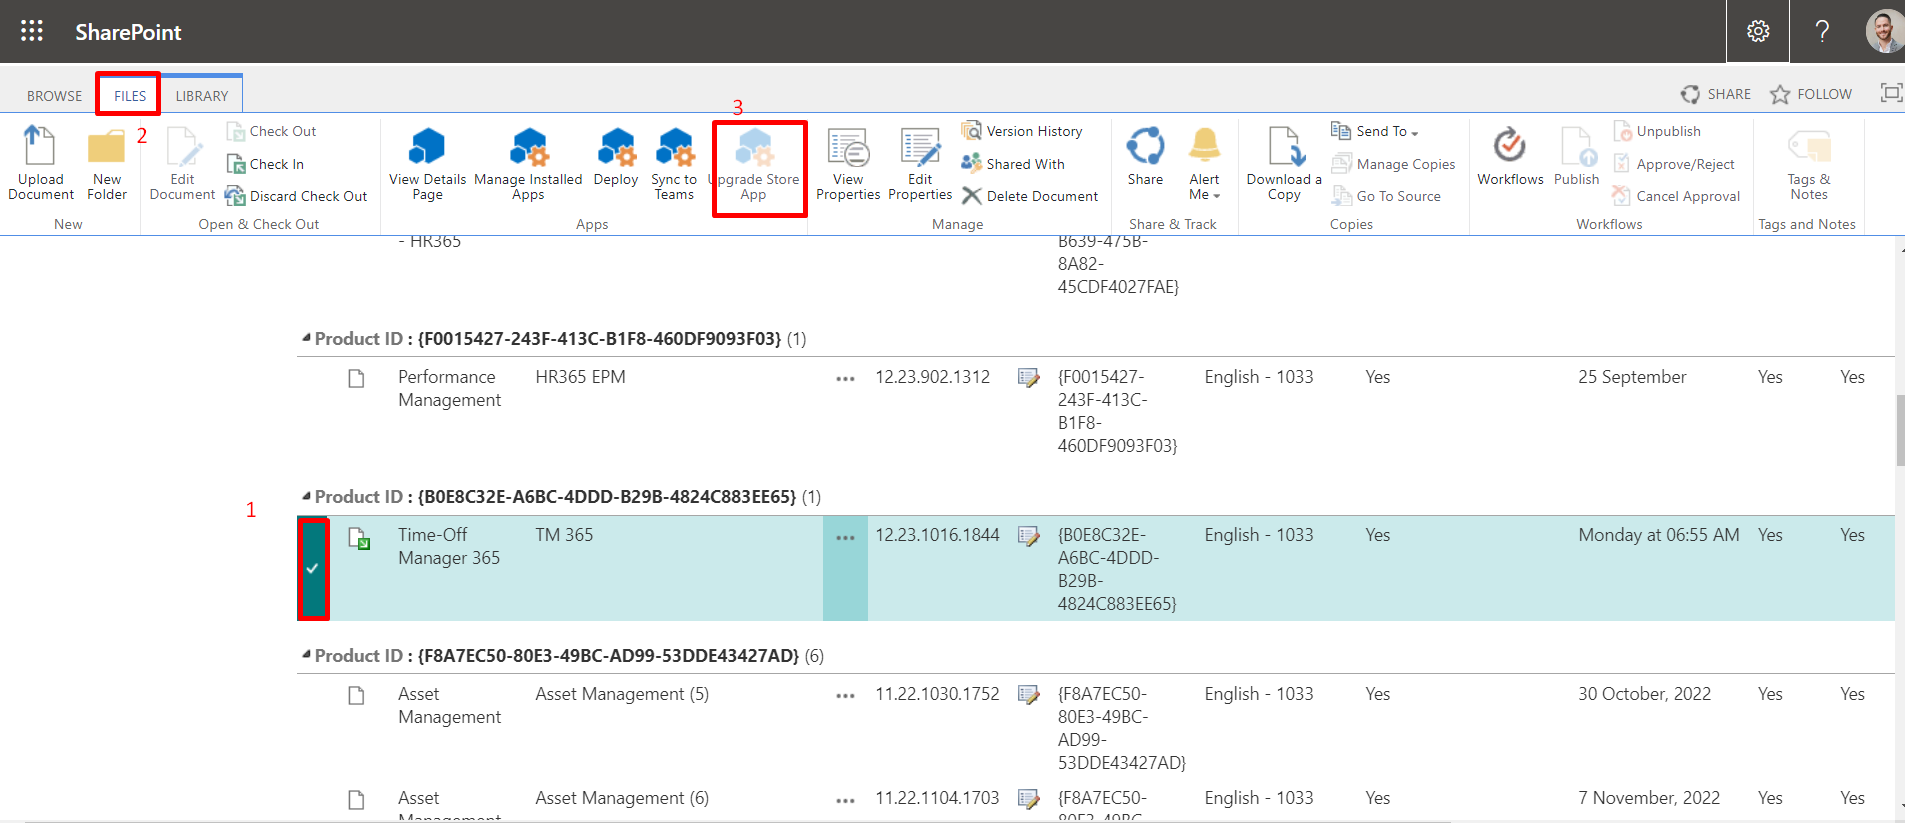 SharePoint
BROWSE FILES LIBRARY
SHARE FOLLOW
2
3
Upload Document
New Folder
New
Edit Document
Check Out
Check In
Discard Check Out
Open & Check Out
View Details Page
Manage Installed Apps
Deploy
Sync to Teams
Upgrade Store App
Apps
View Properties
Edit Properties
Version History
Shared With
Delete Document
Manage
Share
Alert Me
Share & Track
Download a Copy
Send To
Manage Copies
Go To Source
Copies
Workflows
Publish
Unpublish
Approve/Reject
Cancel Approval
Workflows
Tags & Notes
Tags and Notes
- HR365
B639-475B-
8A82-
45CDF4027FAE}
Product ID : {F0015427-243F-413C-B1F8-460DF9093F03} (1)
Performance HR365 EPM ... 12.23.902.1312 {F0015427- English - 1033 Yes 25 September Yes Yes
Management 243F-413C-
B1F8-
460DF9093F03}
Product ID : {B0E8C32E-A6BC-4DDD-B29B-4824C883EE65} (1)
1
Time-Off TM 365 ... 12.23.1016.1844 {B0E8C32E- English - 1033 Yes Monday at 06:55 AM Yes Yes
Manager 365 A6BC-4DDD-
B29B-
4824C883EE65}
Product ID : {F8A7EC50-80E3-49BC-AD99-53DDE43427AD} (6)
Asset Asset Management (5) ... 11.22.1030.1752 {F8A7EC50- English - 1033 Yes 30 October, 2022 Yes Yes
Management 80E3-49BC-
AD99-
53DDE43427AD}
Asset Asset Management (6) ... 11.22.1104.1703 {F8A7EC50- English - 1033 Yes 7 November, 2022 Yes Yes
Management 80E3-49BC-